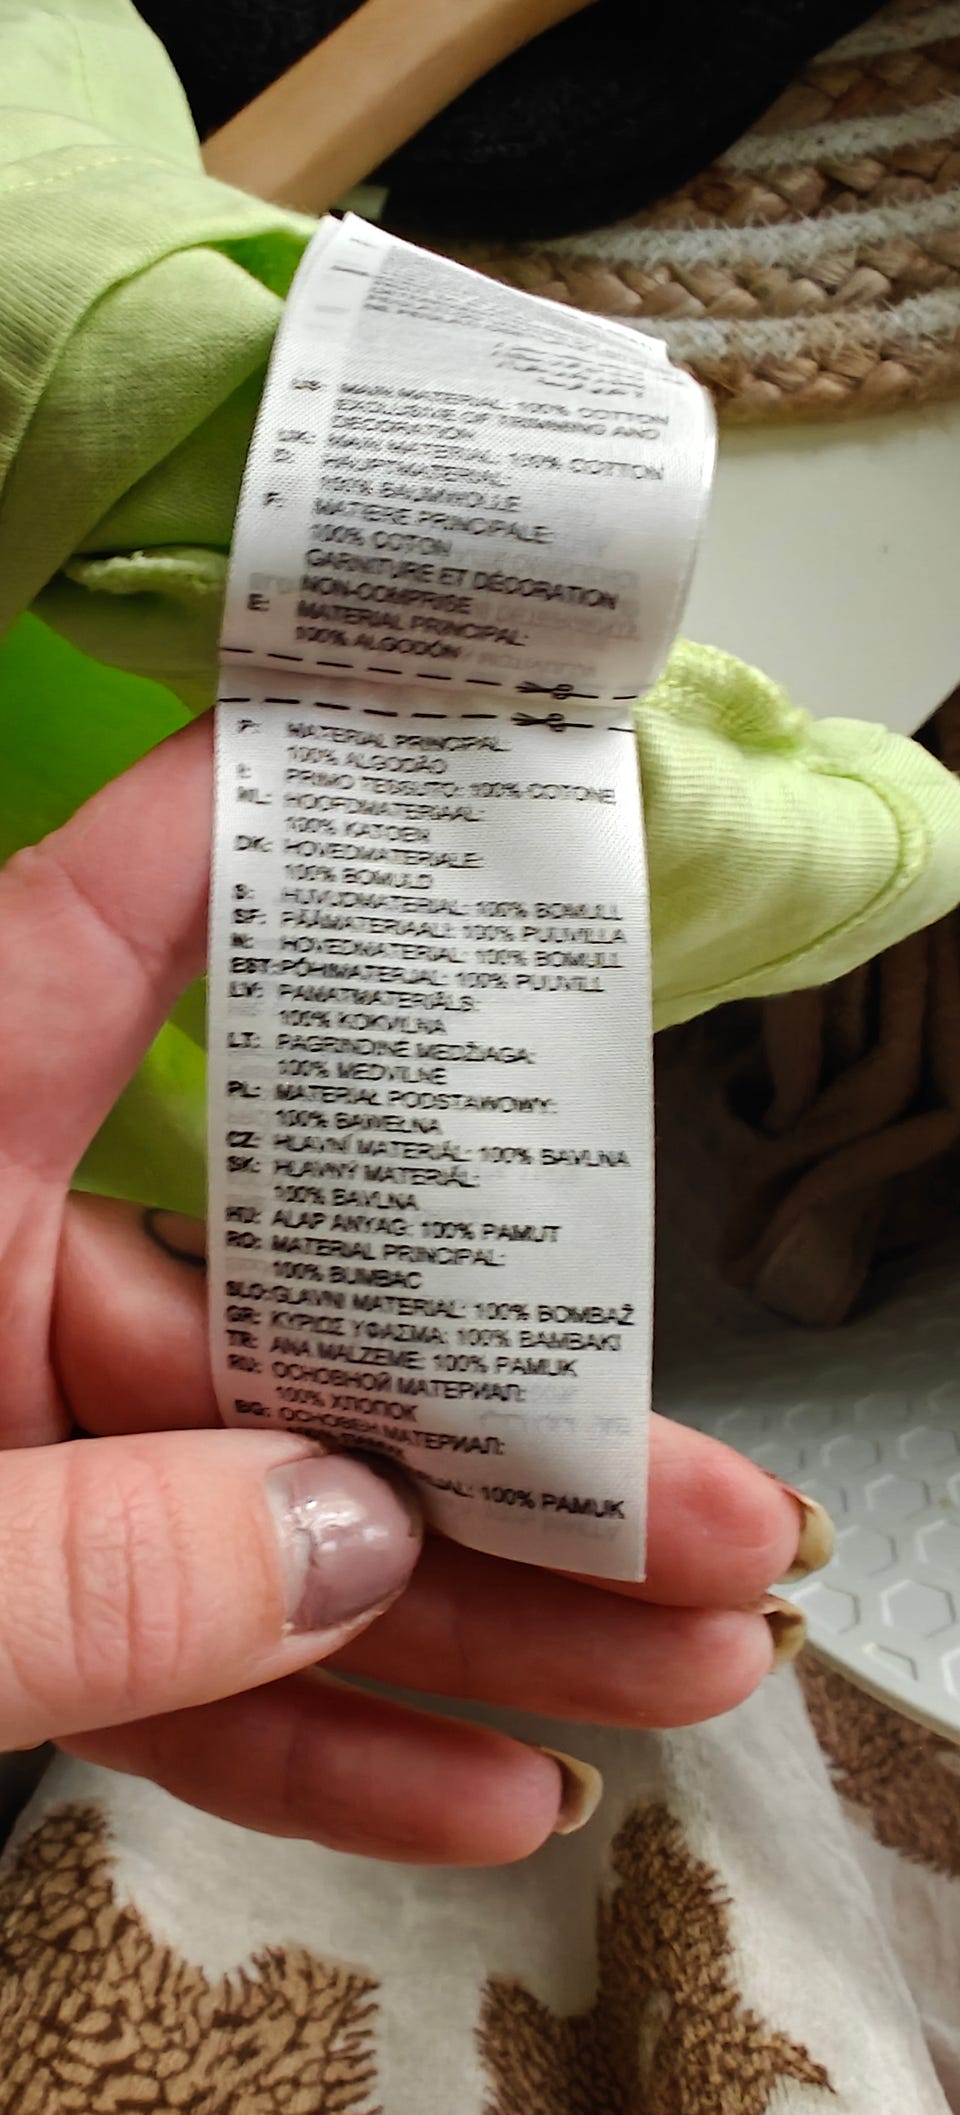 US: MAIN MATERIAL: 100% COTTON
EXCLUSIVE OF TRIMMING AND
DECORATION
UK: MAIN MATERIAL: 100% COTTON
D: HAUPTMATERIAL:
100% BAUMWOLLE
F: MATIERE PRINCIPALE:
100% COTON
GARNITURE ET DÉCORATION
NON-COMPRISE
E: MATERIAL PRINCIPAL:
100% ALGODÓN
P: MATERIAL PRINCIPAL:
100% ALGODÃO
I: PRIMO TESSUTO: 100% COTONE
NL: HOOFDMATERIAAL:
100% KATOEN
DK: HOVEDMATERIALE:
100% BOMULD
S: HUVUDMATERIAL: 100% BOMULL
SF: PÄÄMATERIAALI: 100% PUUVILLA
N: HOVEDMATERIAL: 100% BOMULL
EST: PÕHIMATERJAL: 100% PUUVILL
LV: PAMATMATERIĀLS:
100% KOKVILNA
LT: PAGRINDINĖ MEDŽIAGA:
100% MEDVILNĖ
PL: MATERIAŁ PODSTAWOWY:
100% BAWEŁNA
CZ: HLAVNÍ MATERIÁL: 100% BAVLNA
SK: HLAVNÝ MATERIÁL:
100% BAVLNA
HU: ALAP ANYAG: 100% PAMUT
RO: MATERIAL PRINCIPAL:
100% BUMBAC
SLO: GLAVNI MATERIAL: 100% BOMBAŽ
GR: ΚΥΡΙΩΣ ΥΦΑΣΜΑ: 100% ΒΑΜΒΑΚΙ
TR: ANA MALZEME: 100% PAMUK
RU: ОСНОВНОЙ МАТЕРИАЛ:
100% ХЛОПОК
BG: ОСНОВЕН МАТЕРИАЛ:
100% ПАМУК
100% PAMUK